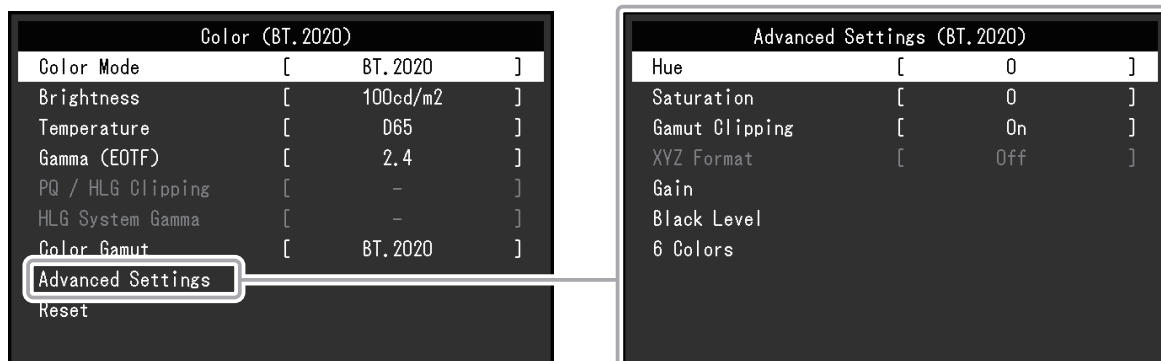 Color (BT.2020)
Color Mode [ BT.2020 ]
Brightness [ 100cd/m2 ]
Temperature [ D65 ]
Gamma (EOTF) [ 2.4 ]
PQ / HLG Clipping [ - ]
HLG System Gamma [ - ]
Color Gamut [ BT.2020 ]
Advanced Settings
Reset
Advanced Settings (BT.2020)
Hue [ 0 ]
Saturation [ 0 ]
Gamut Clipping [ On ]
XYZ Format [ Off ]
Gain
Black Level
6 Colors